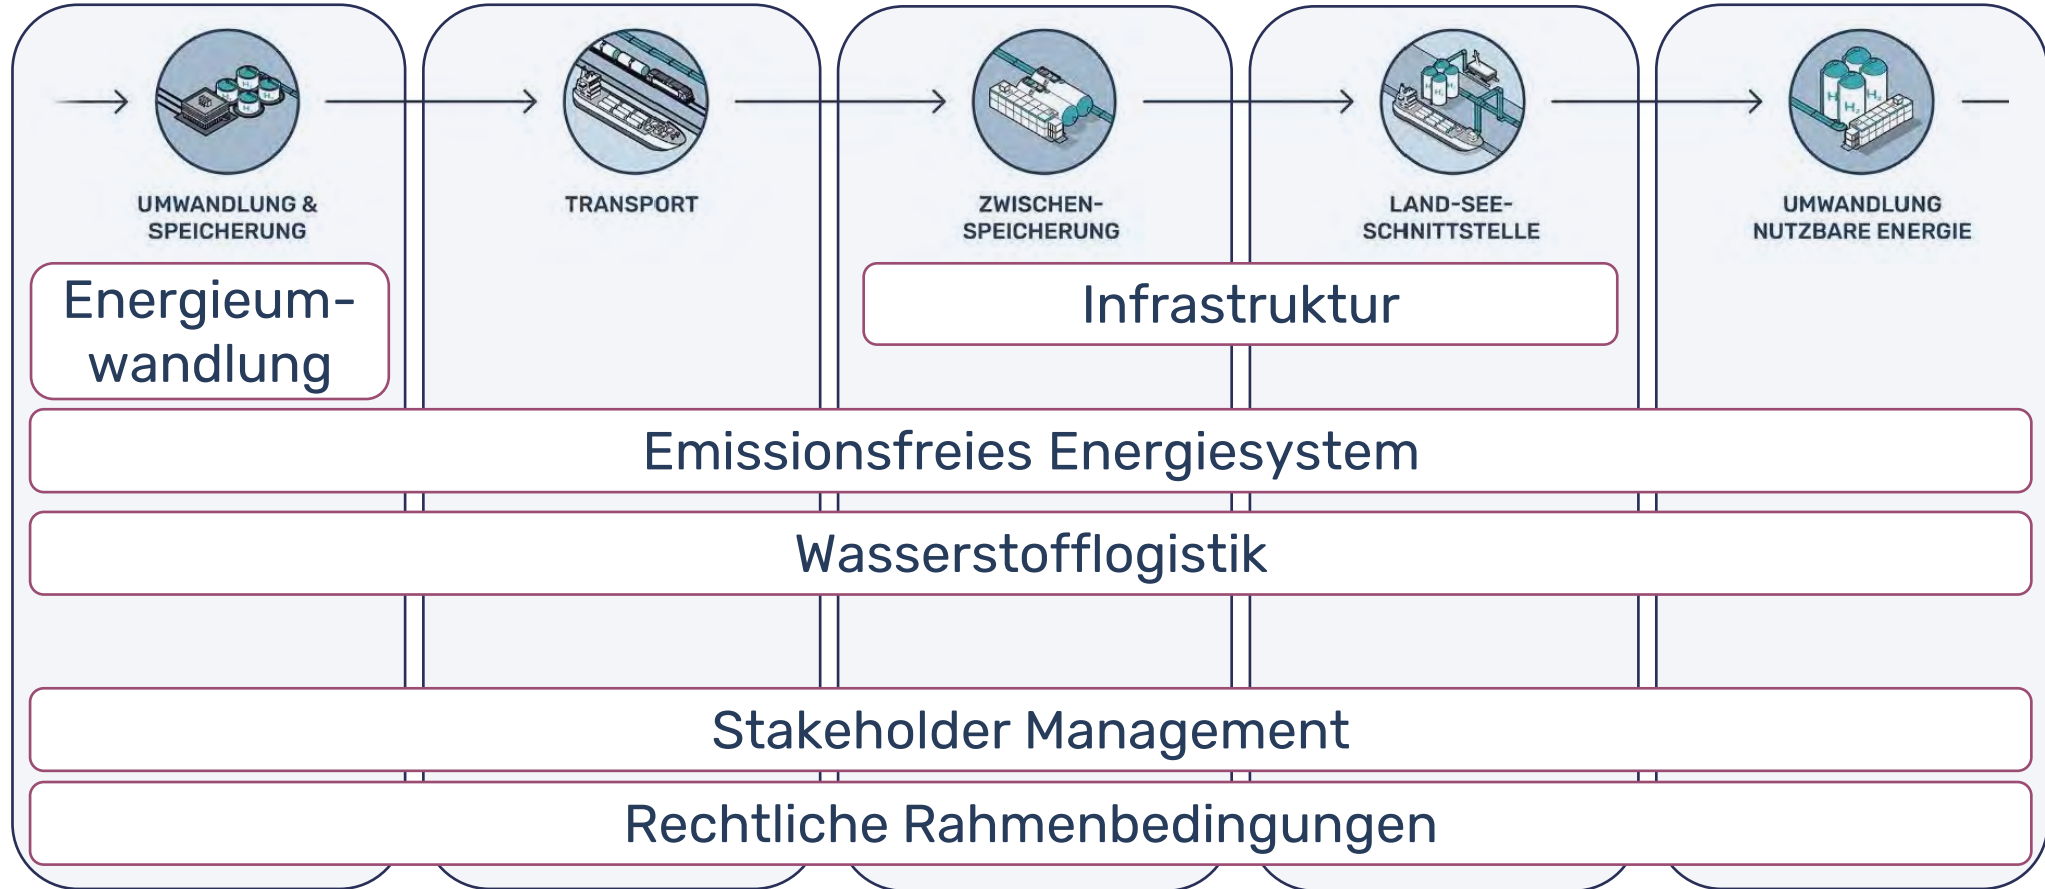 UMWANDLUNG &
SPEICHERUNG
TRANSPORT
ZWISCHEN-
SPEICHERUNG
LAND-SEE-
SCHNITTSTELLE
UMWANDLUNG
NUTZBARE ENERGIE
Energieum-
wandlung
Infrastruktur
Emissionsfreies Energiesystem
Wasserstofflogistik
Stakeholder Management
Rechtliche Rahmenbedingungen